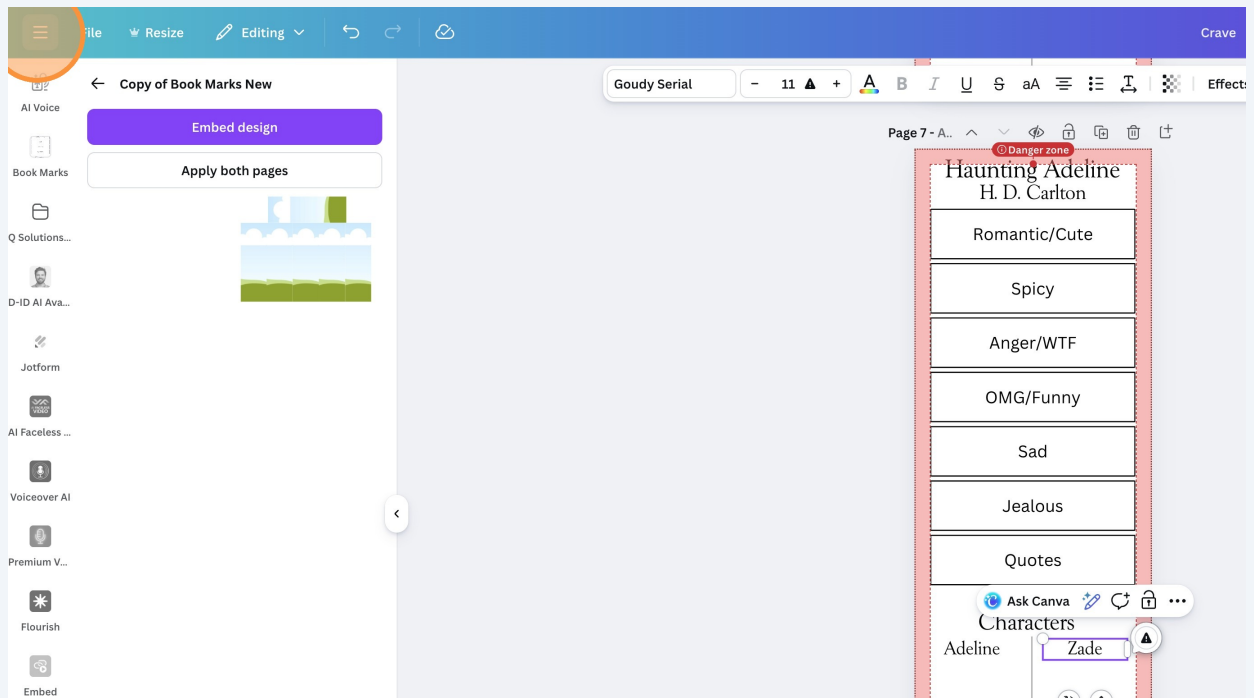 File Resize Editing Crave
Goudy Serial – 11 + A B I U S aA Effects
AI Voice
Book Marks
Q Solutions...
D-ID AI Ava...
Jotform
AI Faceless ...
Voiceover AI
Premium V...
Flourish
Embed
Copy of Book Marks New
Embed design
Apply both pages
Page 7 - A..
Danger zone
Haunting Adeline
H. D. Carlton
Romantic/Cute
Spicy
Anger/WTF
OMG/Funny
Sad
Jealous
Quotes
Ask Canva
Characters
Adeline Zade